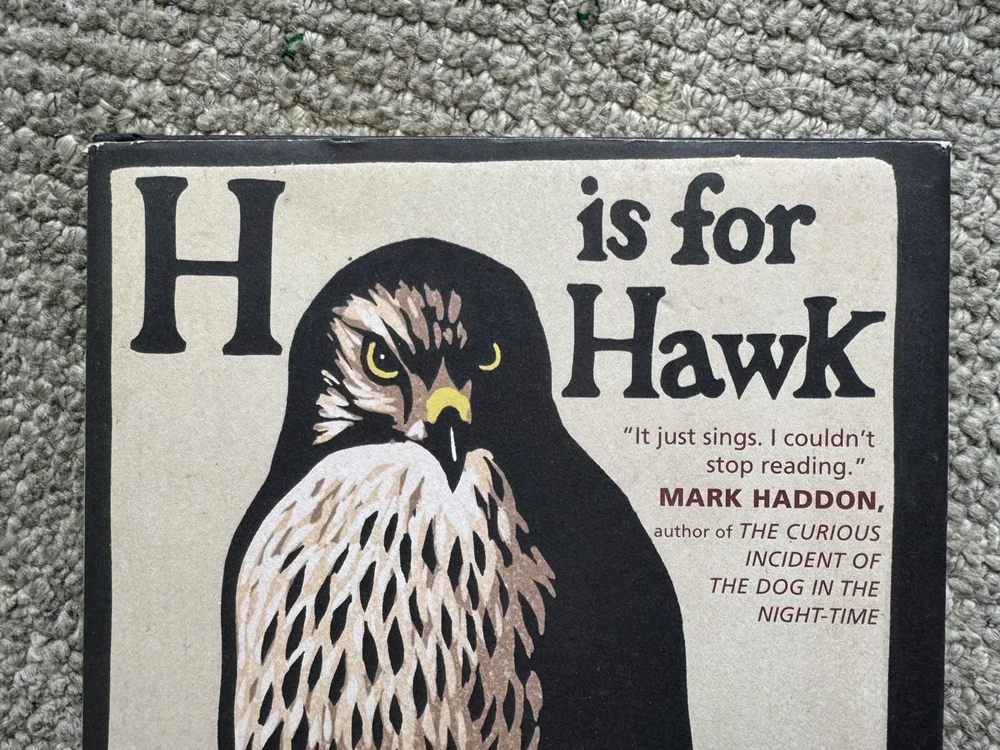 H is for
Hawk
“It just sings. I couldn’t
stop reading.”
MARK HADDON,
author of THE CURIOUS
INCIDENT OF
THE DOG IN THE
NIGHT-TIME